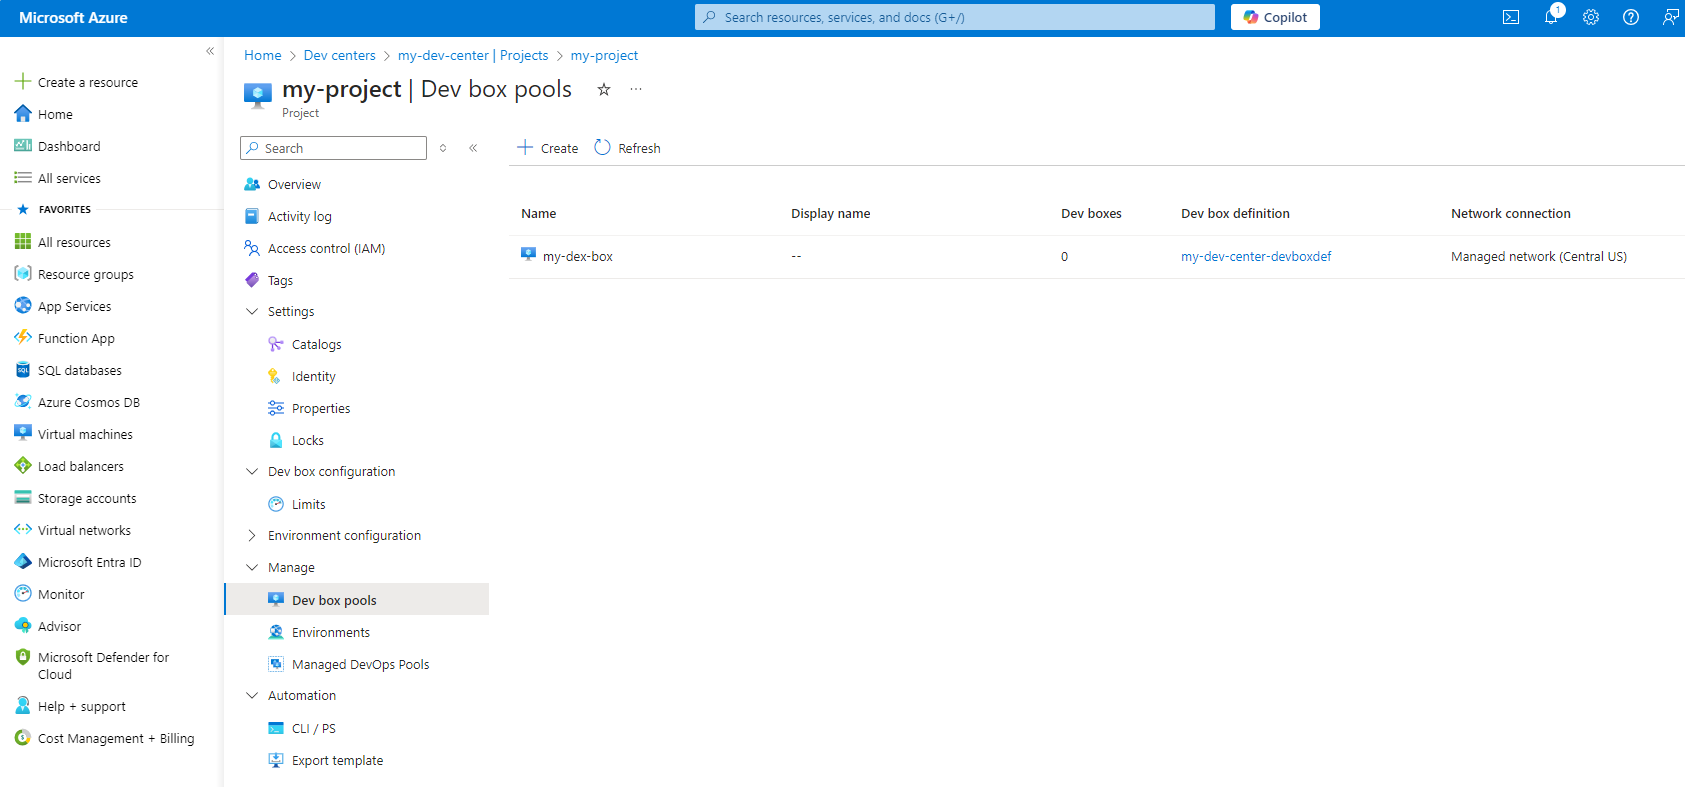 Microsoft Azure
Search resources, services, and docs (G+/)
Copilot
1
Create a resource
Home
Dashboard
All services
FAVORITES
All resources
Resource groups
App Services
Function App
SQL databases
Azure Cosmos DB
Virtual machines
Load balancers
Storage accounts
Virtual networks
Microsoft Entra ID
Monitor
Advisor
Microsoft Defender for
Cloud
Help + support
Cost Management + Billing
Home > Dev centers > my-dev-center | Projects > my-project
my-project | Dev box pools
Project
Search
Overview
Activity log
Access control (IAM)
Tags
Settings
Catalogs
Identity
Properties
Locks
Dev box configuration
Limits
Environment configuration
Manage
Dev box pools
Environments
Managed DevOps Pools
Automation
CLI / PS
Export template
Create Refresh
Name Display name Dev boxes Dev box definition Network connection
my-dex-box -- 0 my-dev-center-devboxdef Managed network (Central US)